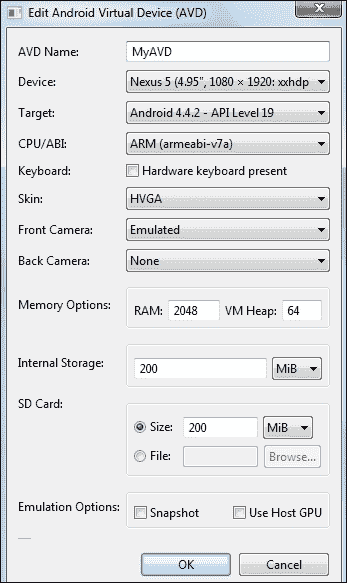 Edit Android Virtual Device (AVD)
AVD Name: MyAVD
Device: Nexus 5 (4.95", 1080 × 1920: xxhdp
Target: Android 4.4.2 - API Level 19
CPU/ABI: ARM (armeabi-v7a)
Keyboard: Hardware keyboard present
Skin: HVGA
Front Camera: Emulated
Back Camera: None
Memory Options: RAM: 2048 VM Heap: 64
Internal Storage: 200 MiB
SD Card:
Size: 200 MiB
File: Browse...
Emulation Options: Snapshot Use Host GPU
OK Cancel